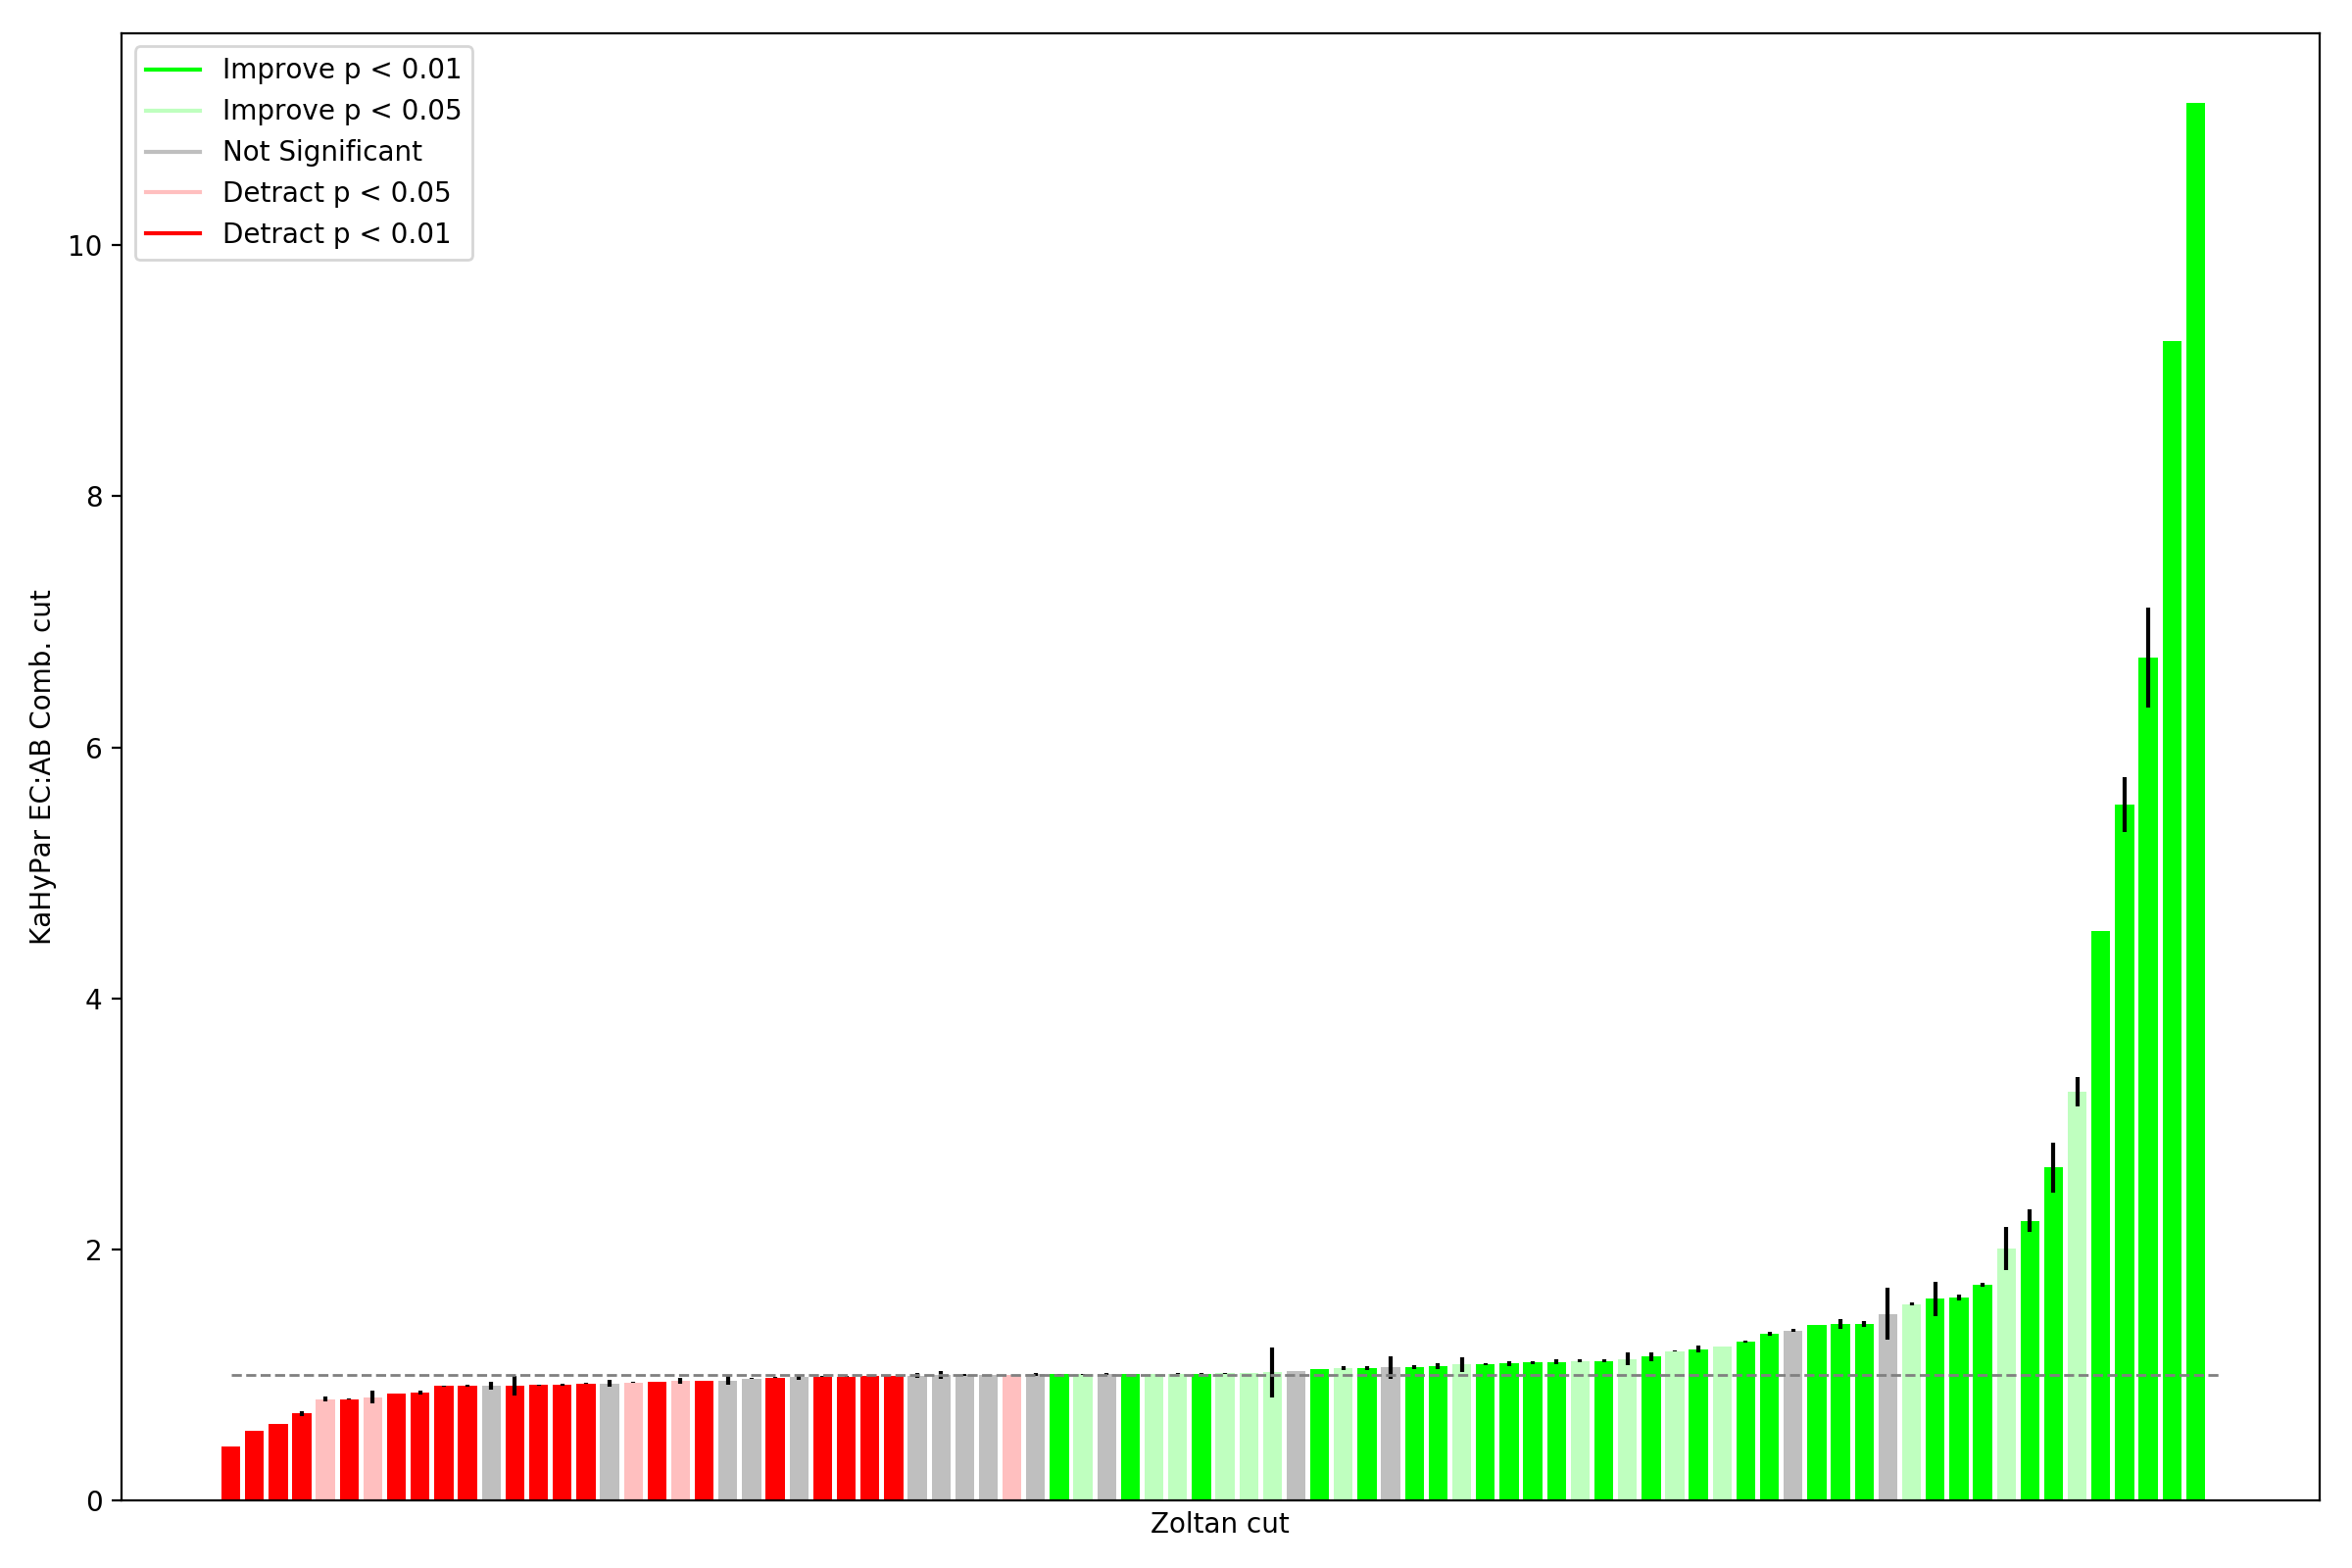 Improve p < 0.01
Improve p < 0.05
Not Significant
Detract p < 0.05
Detract p < 0.01
10
8
6
4
2
0
KaHyPar EC:AB Comb. cut
Zoltan cut